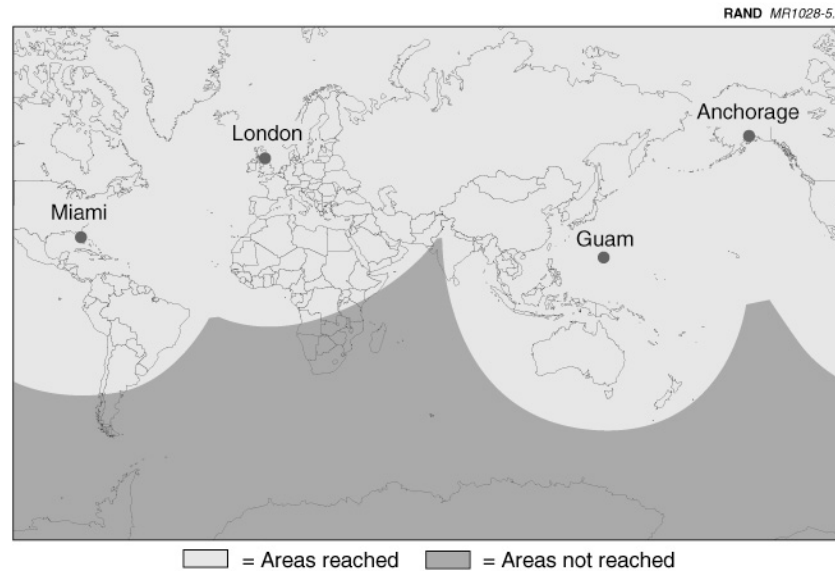 RAND MR1028-5.
Anchorage
London
Miami
Guam
= Areas reached = Areas not reached